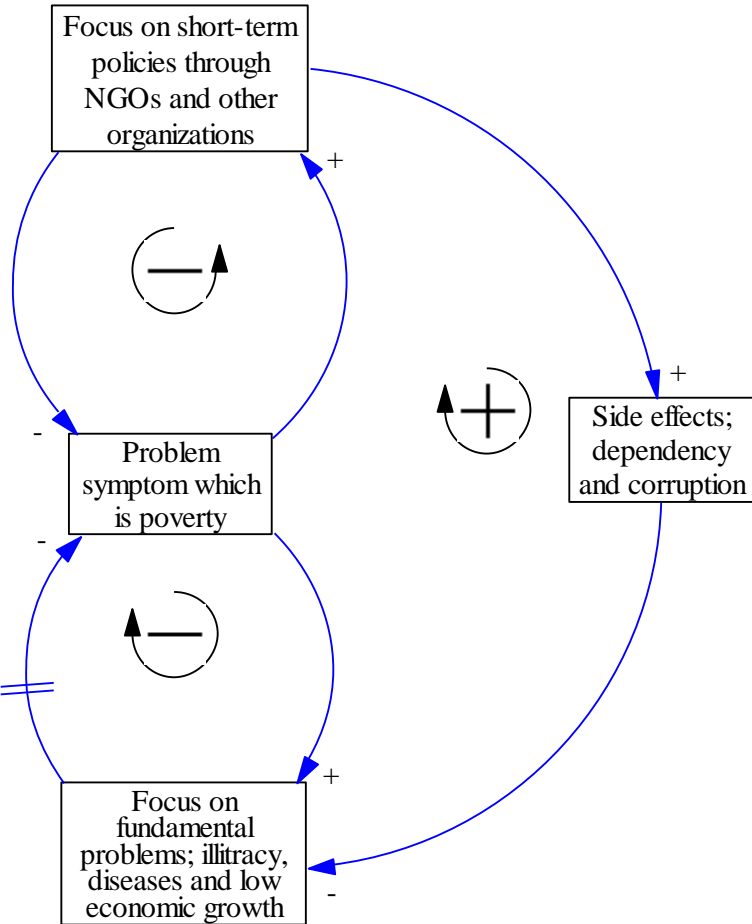 Focus on short-term
policies through
NGOs and other
organizations
+
-
+
Side effects;
dependency
and corruption
Problem
symptom which
is poverty
-
+
Focus on
fundamental
problems; illitracy,
diseases and low
economic growth
-